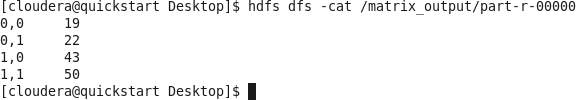 [cloudera@quickstart Desktop]$ hdfs dfs -cat /matrix_output/part-r-00000
0,0     19
0,1     22
1,0     43
1,1     50
[cloudera@quickstart Desktop]$